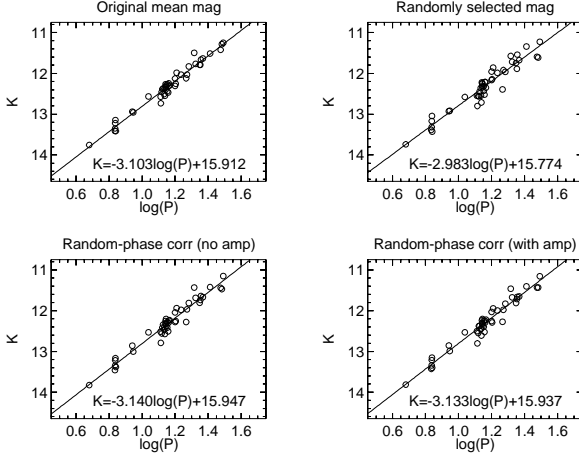 Original mean mag
11
12
13
14
K
K=-3.103log(P)+15.912
0.6 0.8 1.0 1.2 1.4 1.6
log(P)
Randomly selected mag
11
12
13
14
K
K=-2.983log(P)+15.774
0.6 0.8 1.0 1.2 1.4 1.6
log(P)
Random-phase corr (no amp)
11
12
13
14
K
K=-3.140log(P)+15.947
0.6 0.8 1.0 1.2 1.4 1.6
log(P)
Random-phase corr (with amp)
11
12
13
14
K
K=-3.133log(P)+15.937
0.6 0.8 1.0 1.2 1.4 1.6
log(P)